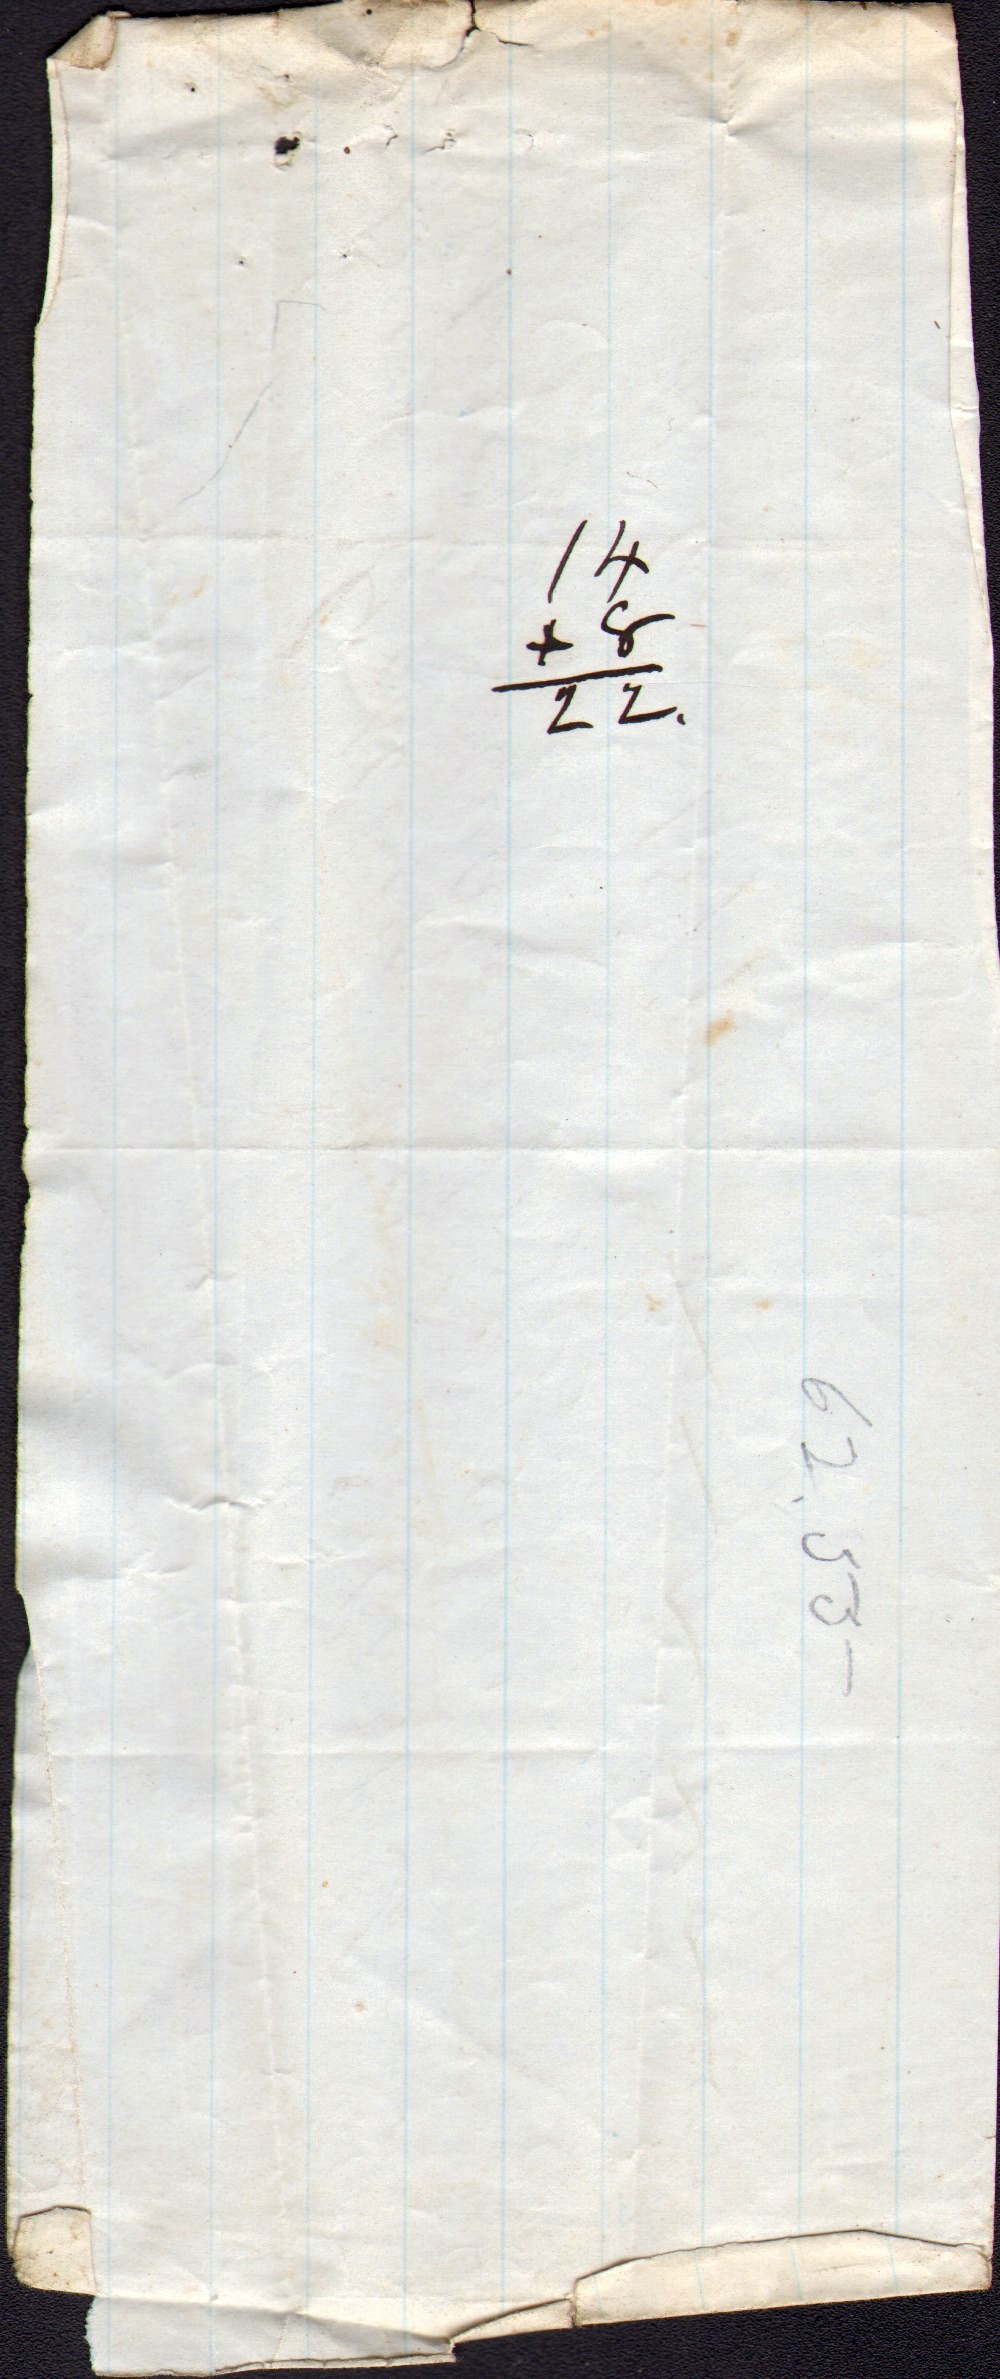 14
+ 8
22.
62.53-